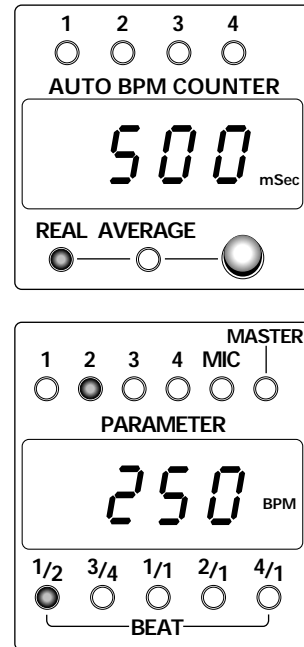 1 2 3 4
AUTO BPM COUNTER
500 mSec
REAL AVERAGE
MASTER
1 2 3 4 MIC
PARAMETER
250 BPM
1/2 3/4 1/1 2/1 4/1
BEAT